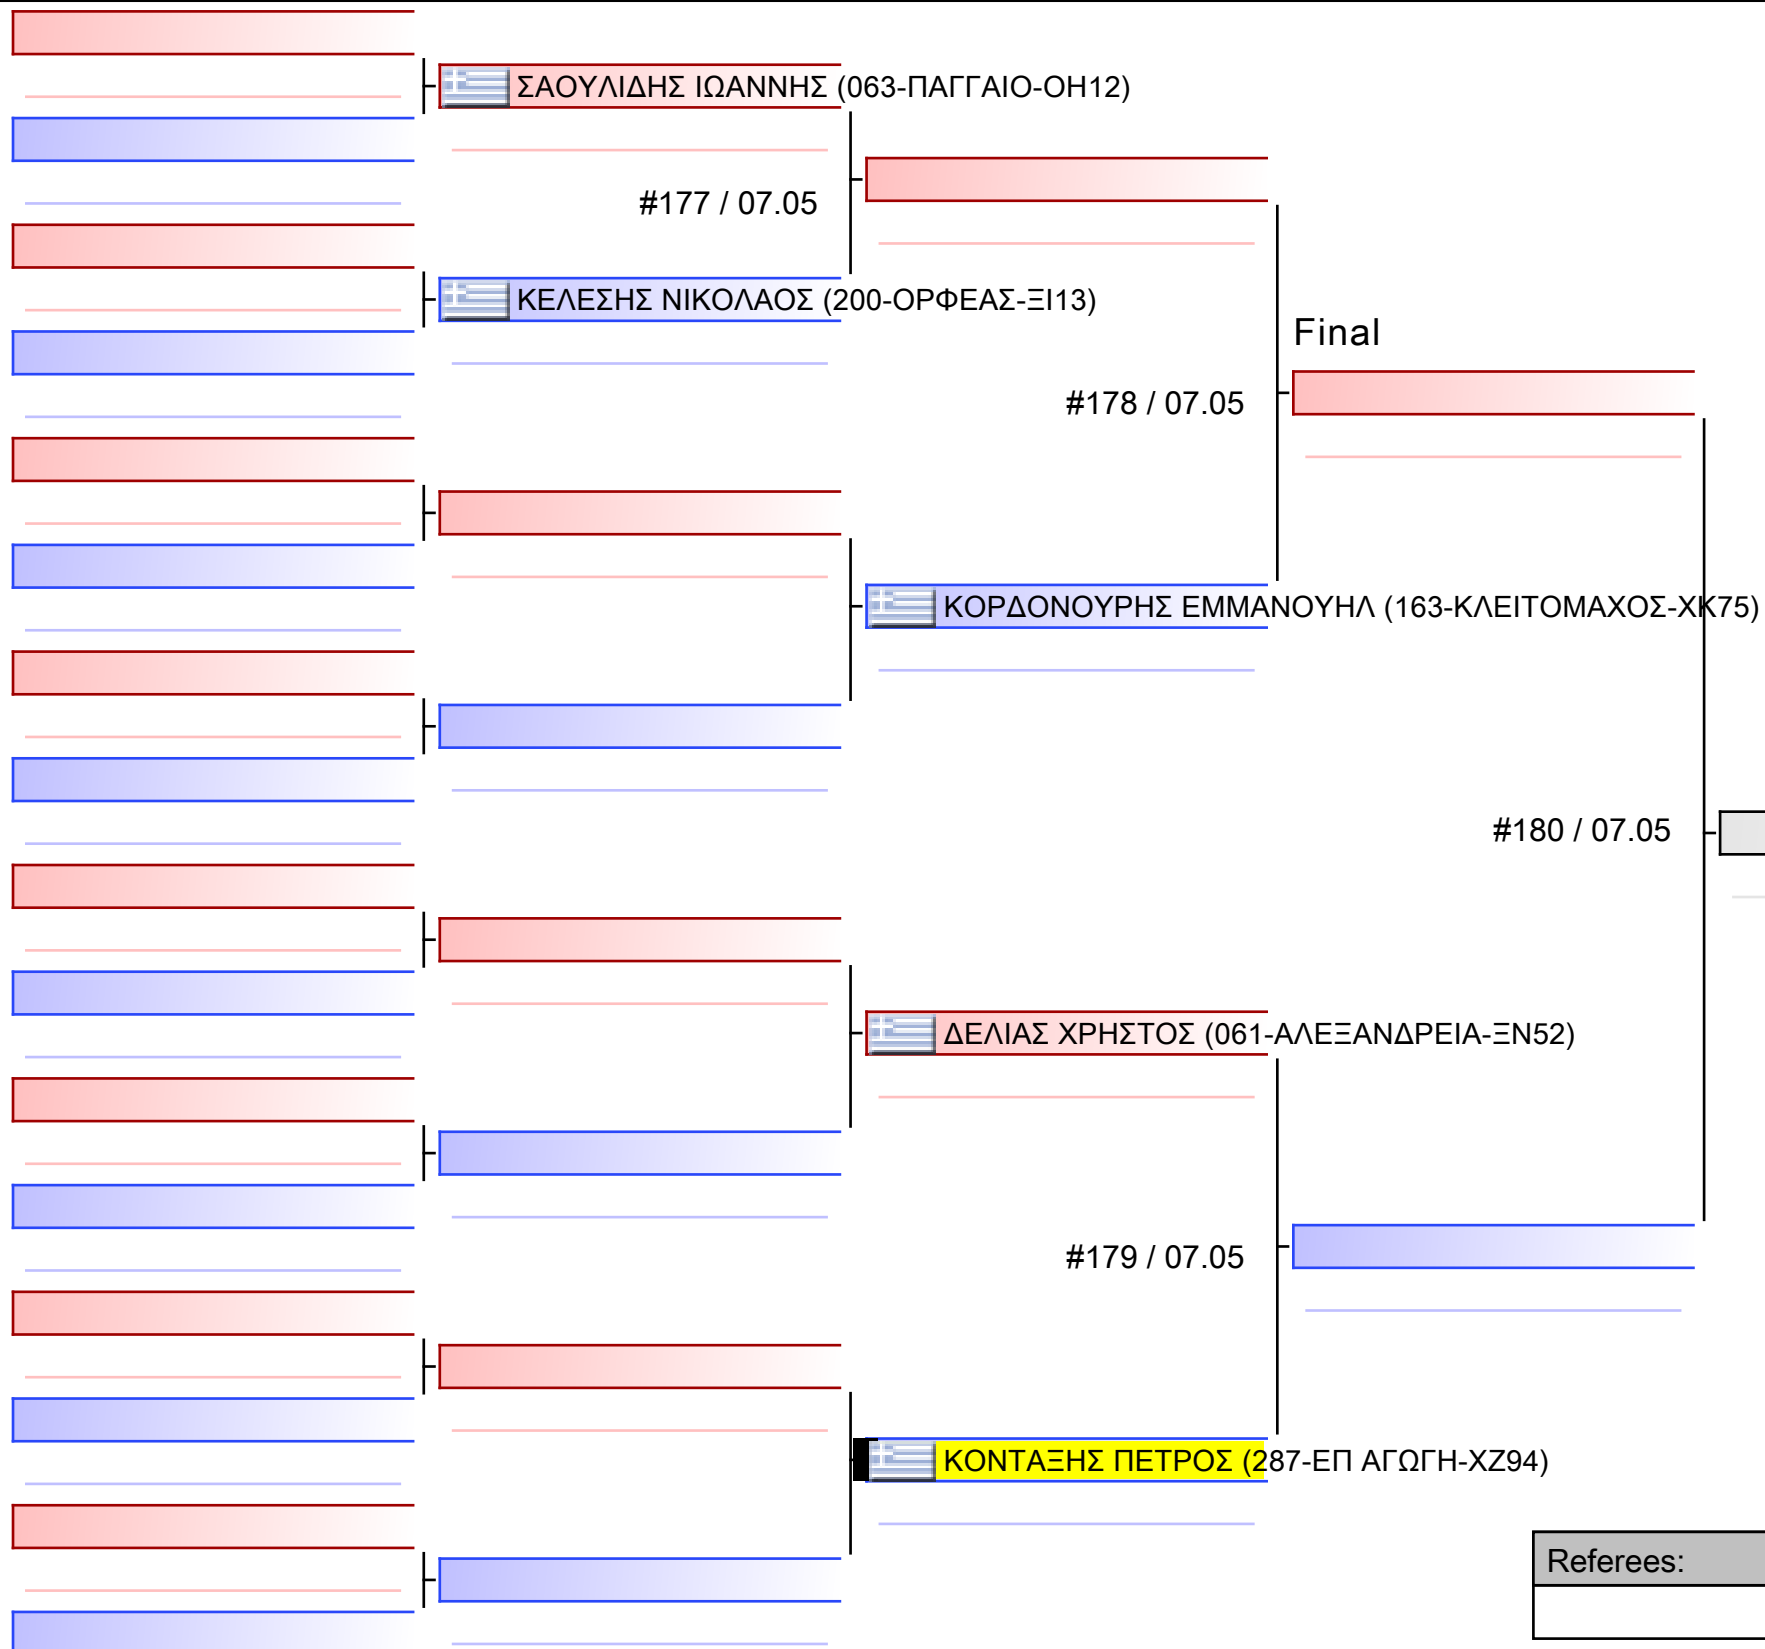 ΣΑΟΥΛΙΔΗΣ ΙΩΑΝΝΗΣ (063-ΠΑΓΓΑΙΟ-ΟΗ12)
#177 / 07.05
ΚΕΛΕΣΗΣ ΝΙΚΟΛΑΟΣ (200-ΟΡΦΕΑΣ-ΞΙ13)
Final
#178 / 07.05
ΚΟΡΔΟΝΟΥΡΗΣ ΕΜΜΑΝΟΥΗΛ (163-ΚΛΕΙΤΟΜΑΧΟΣ-ΧΚ75)
#180 / 07.05
ΔΕΛΙΑΣ ΧΡΗΣΤΟΣ (061-ΑΛΕΞΑΝΔΡΕΙΑ-ΞΝ52)
#179 / 07.05
ΚΟΝΤΑΞΗΣ ΠΕΤΡΟΣ (287-ΕΠ ΑΓΩΓΗ-ΧΖ94)
Referees: